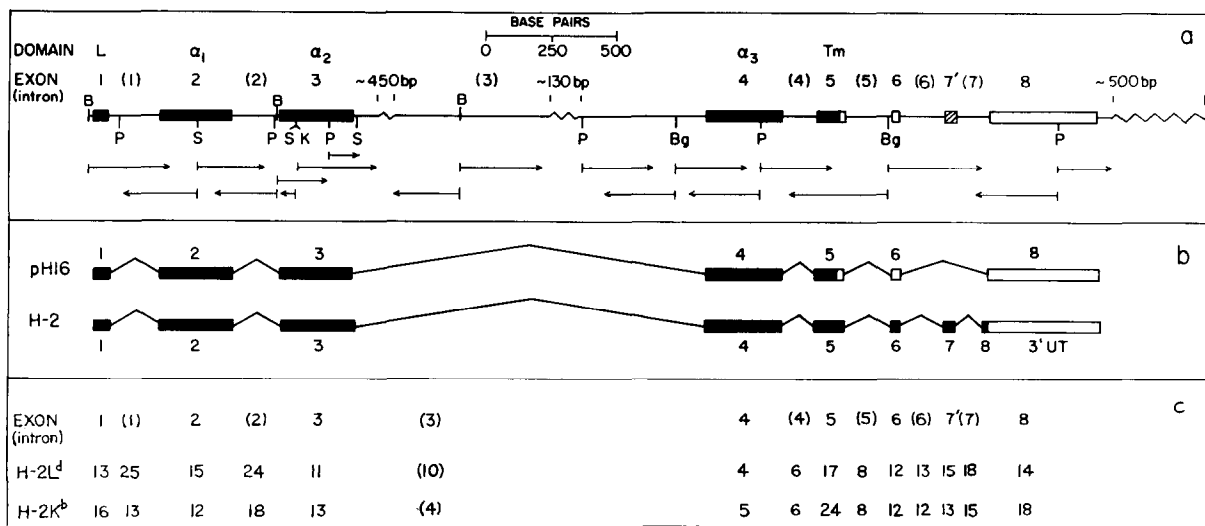 BASE PAIRS
0 250 500
a
DOMAIN L α1 α2 α3 Tm
EXON 1 (1) 2 (2) 3 ~450bp (3) ~130bp 4 (4) 5 (5) 6 (6) 7' (7) 8 ~500 bp
(intron)
B B B
P S P S K P S P Bg P Bg P
b
1 2 3 4 5 6 8
pH16
H-2
1 2 3 4 5 6 7 8 3' UT
c
EXON 1 (1) 2 (2) 3 (3) 4 (4) 5 (5) 6 (6) 7' (7) 8
(intron)
H-2Lᵈ 13 25 15 24 11 (10) 4 6 17 8 12 13 15 18 14
H-2Kᵇ 16 13 12 18 13 (4) 5 6 24 8 12 12 13 15 18